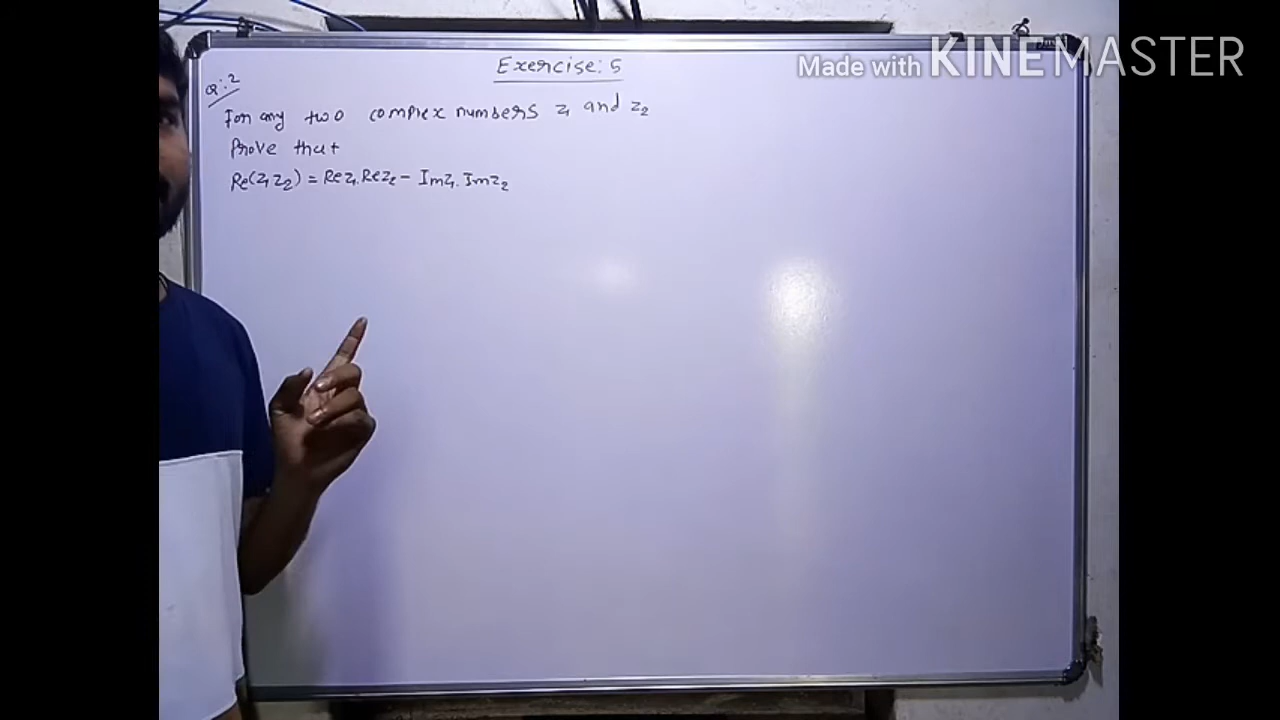 Exercise: 5
Made with KINEMASTER
Q:2
For any two complex numbers z₁ and z₂
Prove that
Re(z₁z₂) = Rez₁.Rez₂ - Imz₁.Imz₂